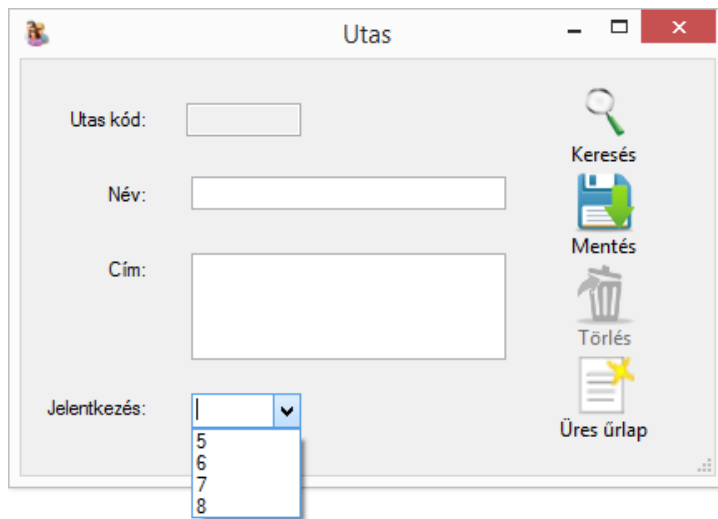 Utas
Utas kód:
Keresés
Név:
Mentés
Cím:
Törlés
Jelentkezés:
Üres űrlap
5
6
7
8